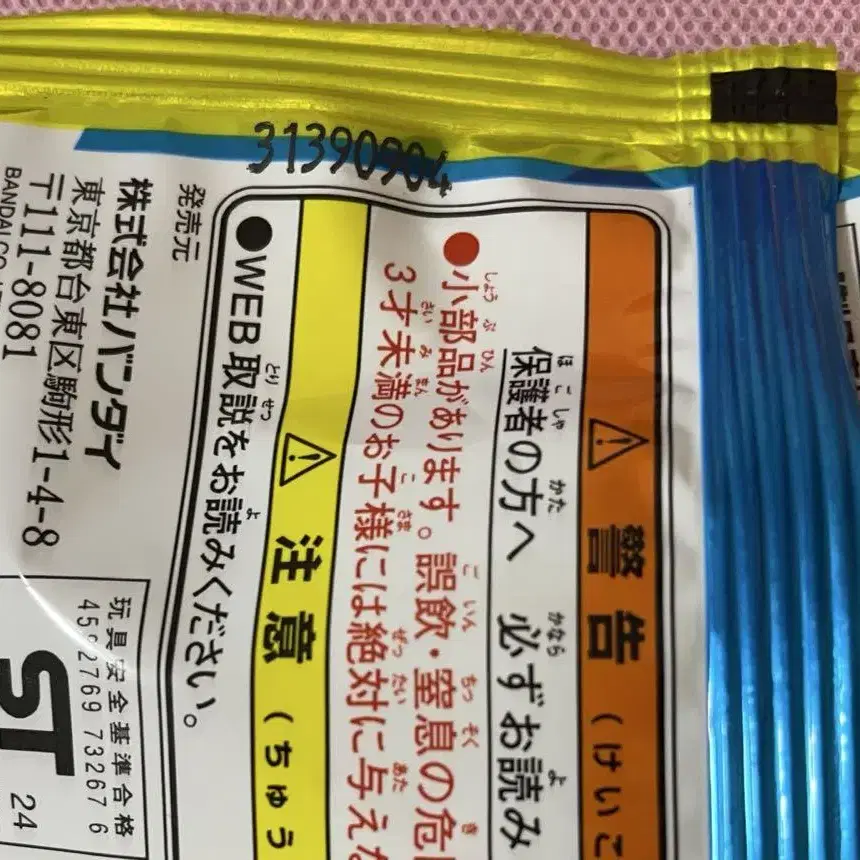 31390904
⚠警告(けいこ
保護者の方へ 必ずお読み
●小部品があります。誤飲・窒息の危
3才未満のお子様には絶対に与えな
⚠注意(ちゅう
●WEB取説をお読みください。
発売元
株式会社バンダイ
東京都台東区駒形1-4-8
〒111-8081
BANDAI CO.
玩具安全基準合格
769 73267 6
ST
24